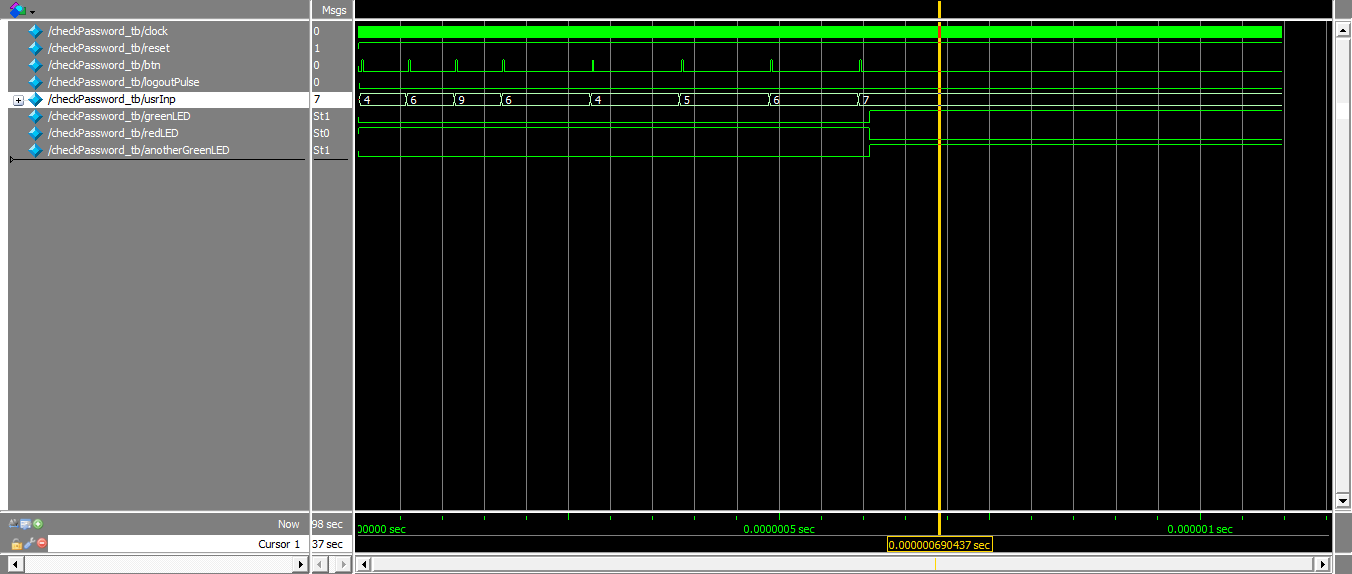 Msgs
/checkPassword_tb/clock 0
/checkPassword_tb/reset 1
/checkPassword_tb/btn 0
/checkPassword_tb/logoutPulse 0
/checkPassword_tb/usrInp 7 4 6 9 6 4 5 6 7
/checkPassword_tb/greenLED St1
/checkPassword_tb/redLED St0
/checkPassword_tb/anotherGreenLED St1
Now 98 sec 00000 sec 0.0000005 sec 0.000001 sec
Cursor 1 37 sec 0.000000690437 sec